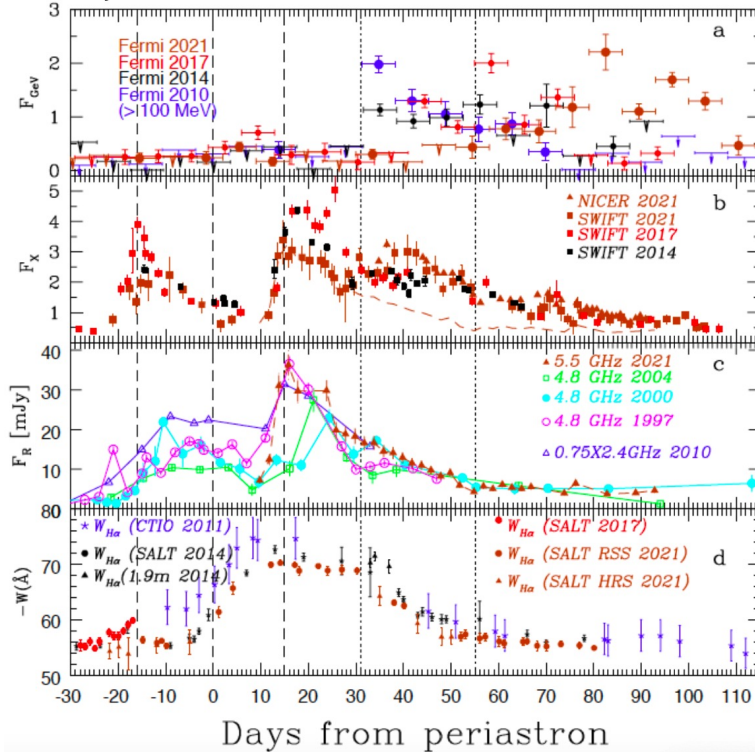 a
Fermi 2021
Fermi 2017
Fermi 2014
Fermi 2010
(>100 MeV)
F_GeV
3
2
1
0
b
NICER 2021
SWIFT 2021
SWIFT 2017
SWIFT 2014
F_X
5
4
3
2
1
c
5.5 GHz 2021
4.8 GHz 2004
4.8 GHz 2000
4.8 GHz 1997
0.75X2.4GHz 2010
F_R [mJy]
40
30
20
10
d
W_Hα (CTIO 2011)
W_Hα (SALT 2014)
W_Hα (1.9m 2014)
W_Hα (SALT 2017)
W_Hα (SALT RSS 2021)
W_Hα (SALT HRS 2021)
-W(Å)
80
70
60
50
-30 -20 -10 0 10 20 30 40 50 60 70 80 90 100 110
Days from periastron